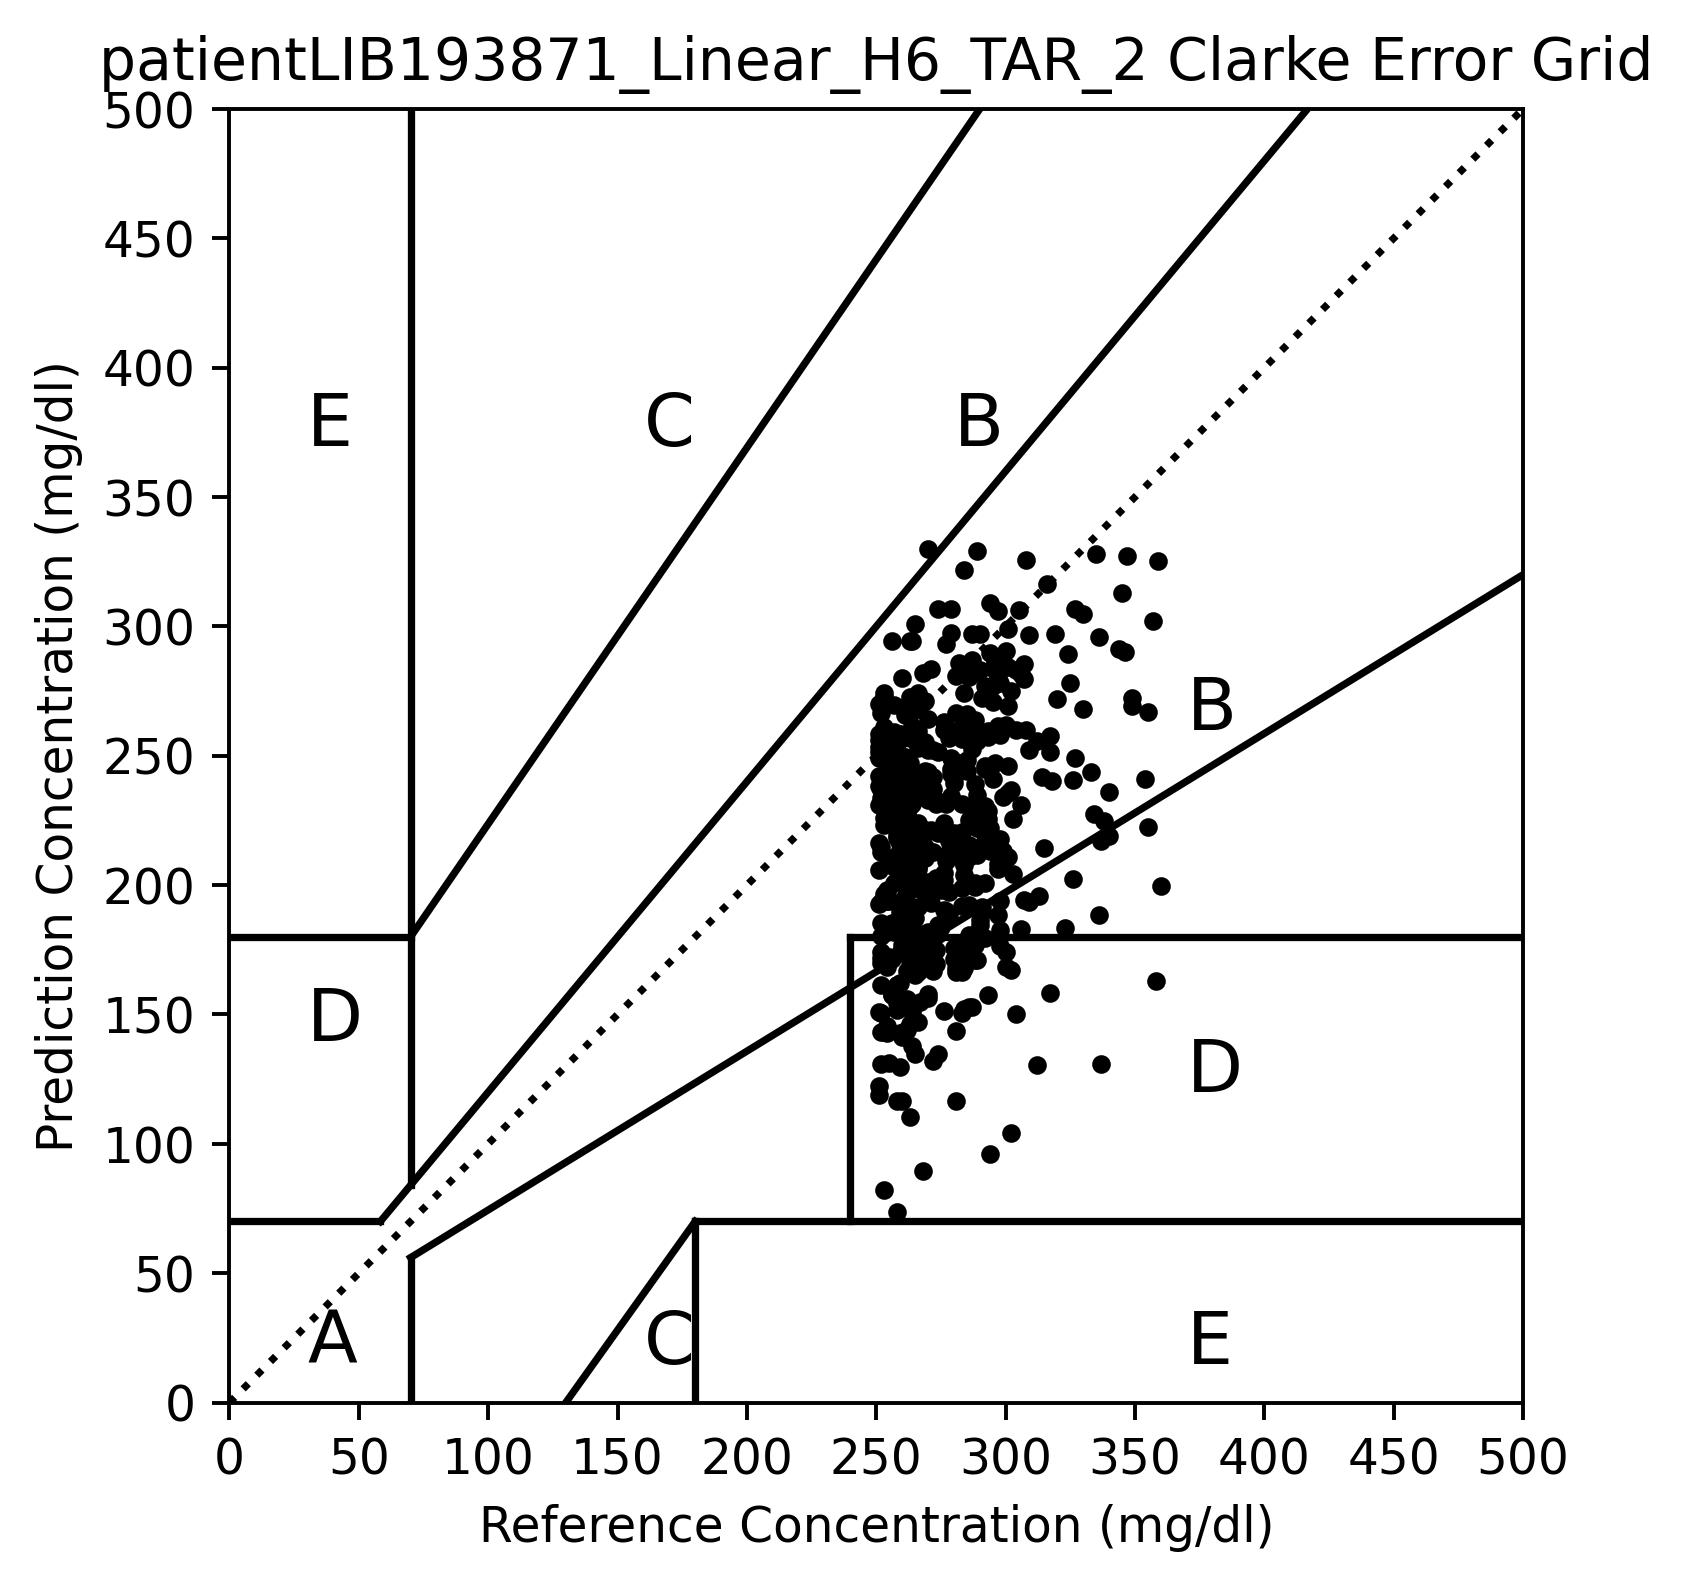 patientLIB193871_Linear_H6_TAR_2 Clarke Error Grid
500
450
400
350
300
250
200
150
100
50
0
Prediction Concentration (mg/dl)
E
C
B
B
D
D
A
C
E
0 50 100 150 200 250 300 350 400 450 500
Reference Concentration (mg/dl)